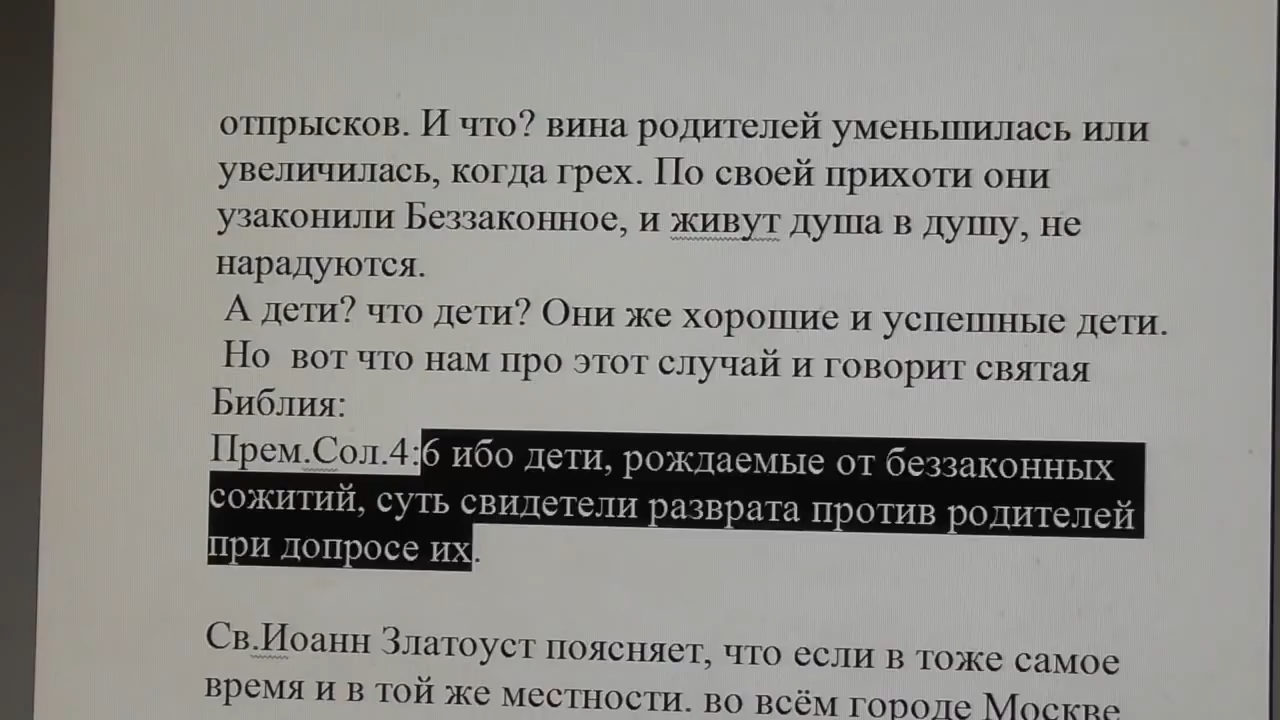 отпрысков. И что? вина родителей уменьшилась или
увеличилась, когда грех. По своей прихоти они
узаконили Беззаконное, и живут душа в душу, не
нарадуются.
А дети? что дети? Они же хорошие и успешные дети.
Но вот что нам про этот случай и говорит святая
Библия:
Прем.Сол.4:6 ибо дети, рождаемые от беззаконных
сожитий, суть свидетели разврата против родителей
при допросе их.
Св.Иоанн Златоуст поясняет, что если в тоже самое
время и в той же местности. во всём городе Москве